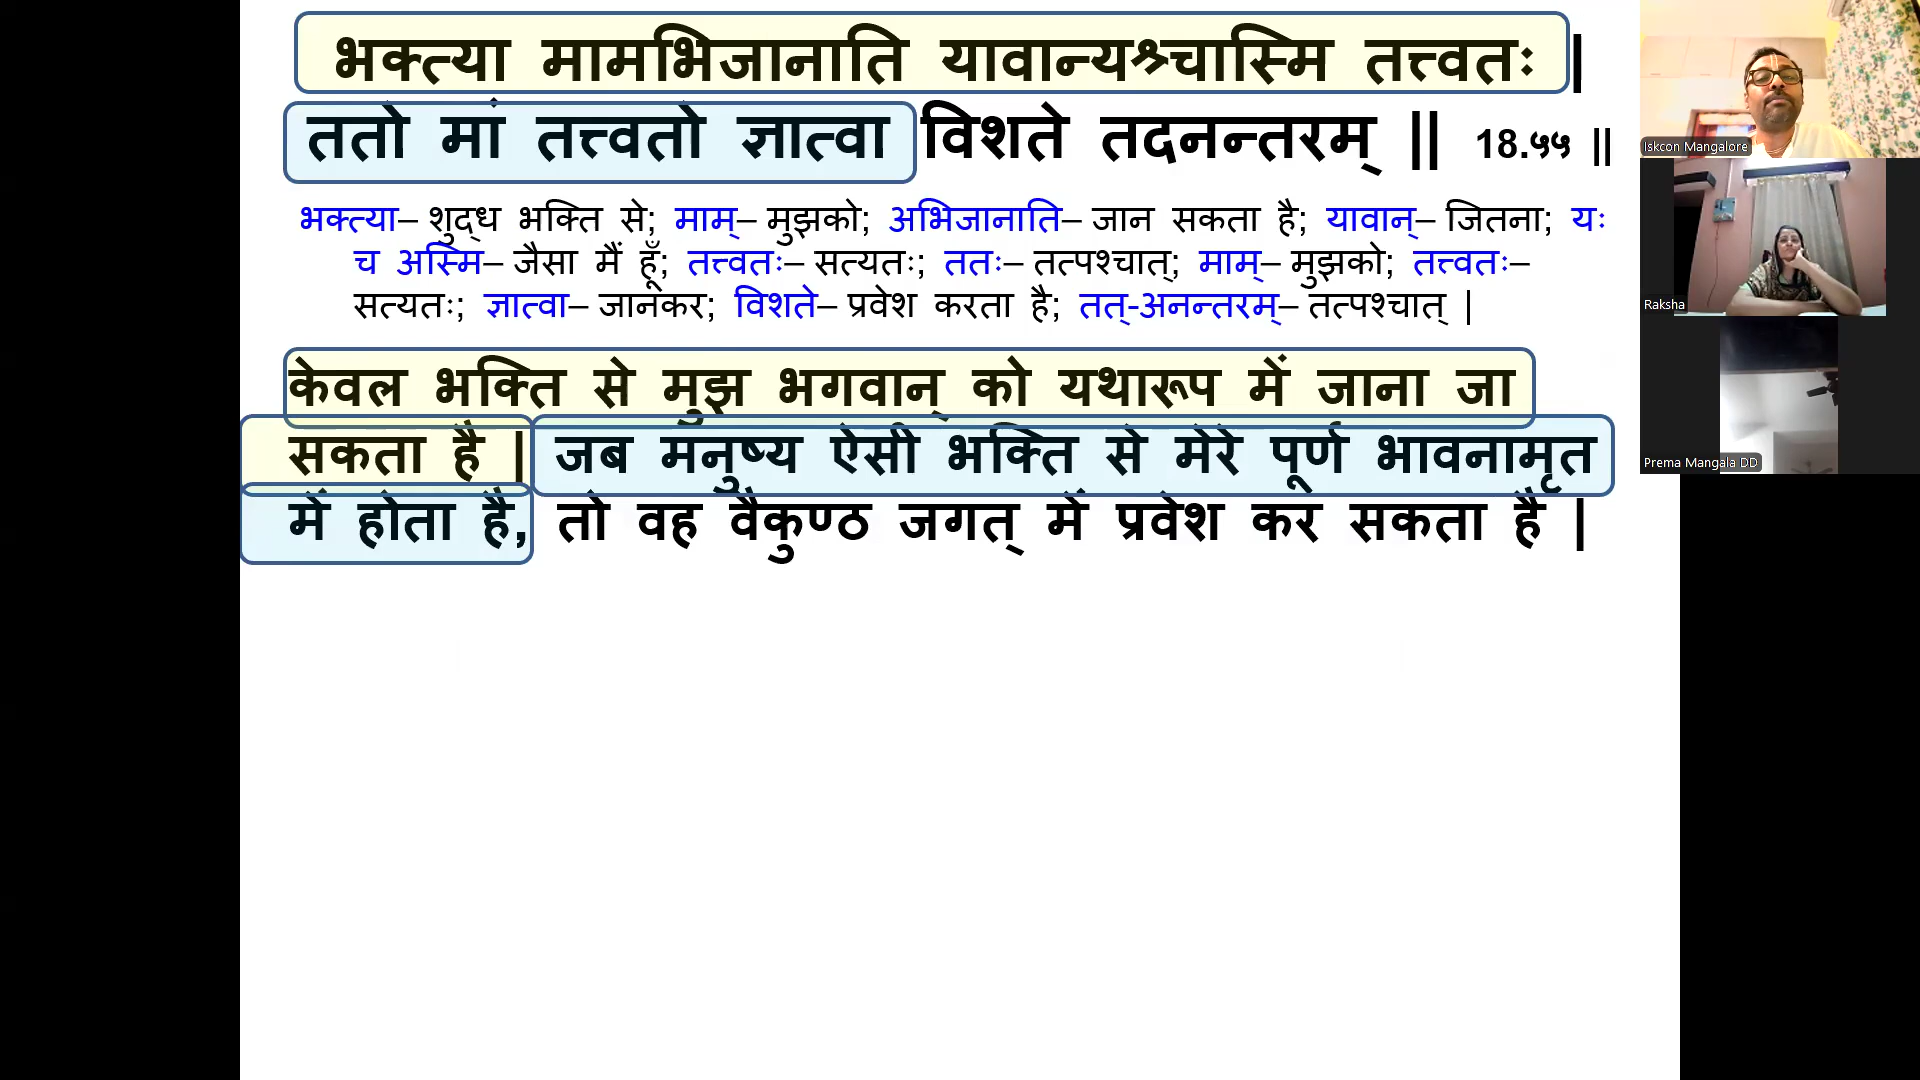 भक्त्या मामभिजानाति यावान्यश्र्चास्मि तत्त्वतः |
ततो मां तत्त्वतो ज्ञात्वा विशते तदनन्तरम् || 18.५५ ||
भक्त्या– शुद्ध भक्ति से; माम्– मुझको; अभिजानाति– जान सकता है; यावान्– जितना; यः
च अस्मि– जैसा मैं हूँ; तत्त्वतः– सत्यतः; ततः– तत्पश्चात्; माम्– मुझको; तत्त्वतः–
सत्यतः; ज्ञात्वा– जानकर; विशते– प्रवेश करता है; तत्-अनन्तरम्– तत्पश्चात् |
केवल भक्ति से मुझ भगवान् को यथारूप में जाना जा
सकता है | जब मनुष्य ऐसी भक्ति से मेरे पूर्ण भावनामृत
में होता है, तो वह वैकुण्ठ जगत् में प्रवेश कर सकता है |
Iskcon Mangalore
Raksha
Prema Mangala DD